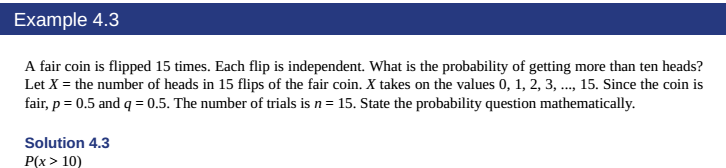 Example 4.3
A fair coin is flipped 15 times. Each flip is independent. What is the probability of getting more than ten heads?
Let X = the number of heads in 15 flips of the fair coin. X takes on the values 0, 1, 2, 3, ..., 15. Since the coin is
fair, p = 0.5 and q = 0.5. The number of trials is n = 15. State the probability question mathematically.
Solution 4.3
P(x > 10)